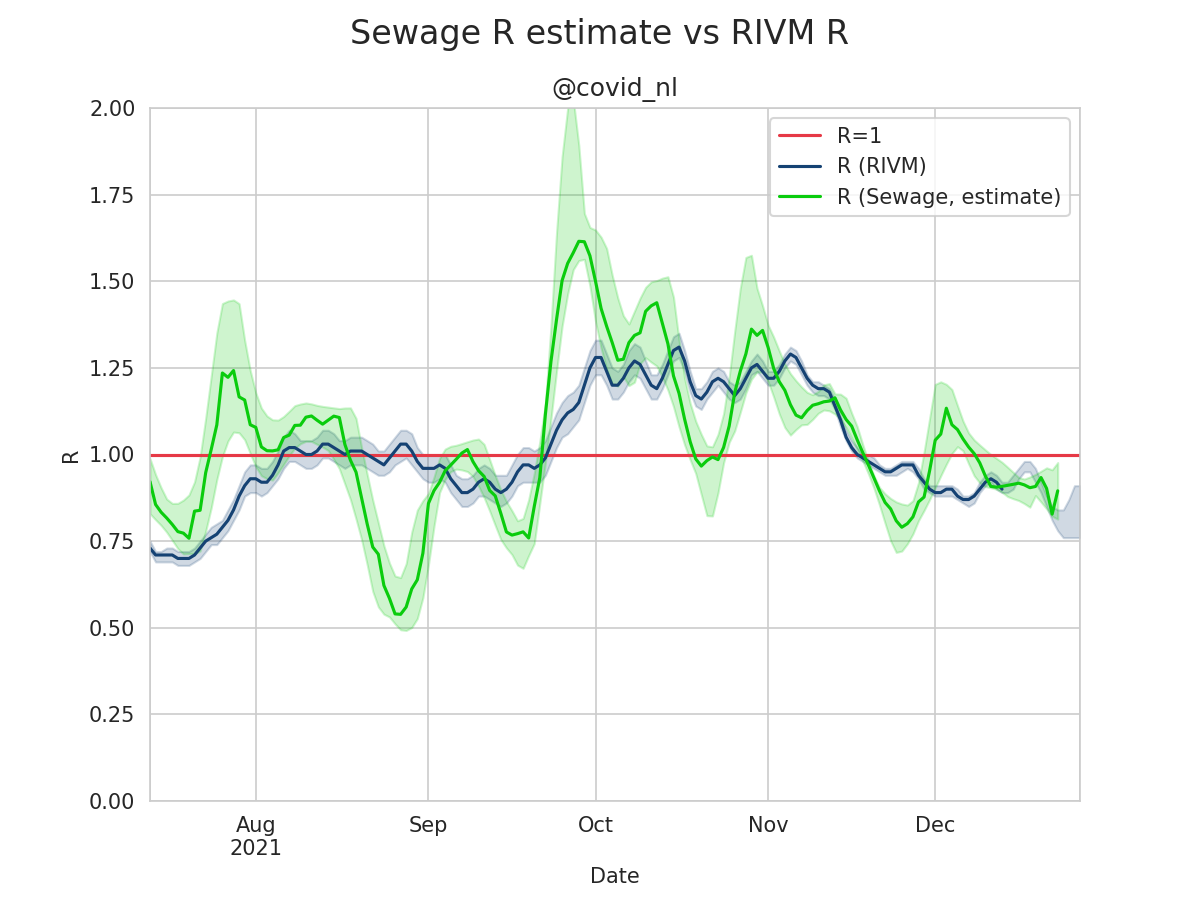 Sewage R estimate vs RIVM R
@covid_nl
R=1
R (RIVM)
R (Sewage, estimate)
2.00
1.75
1.50
1.25
1.00
0.75
0.50
0.25
0.00
R
Aug Sep Oct Nov Dec
2021
Date